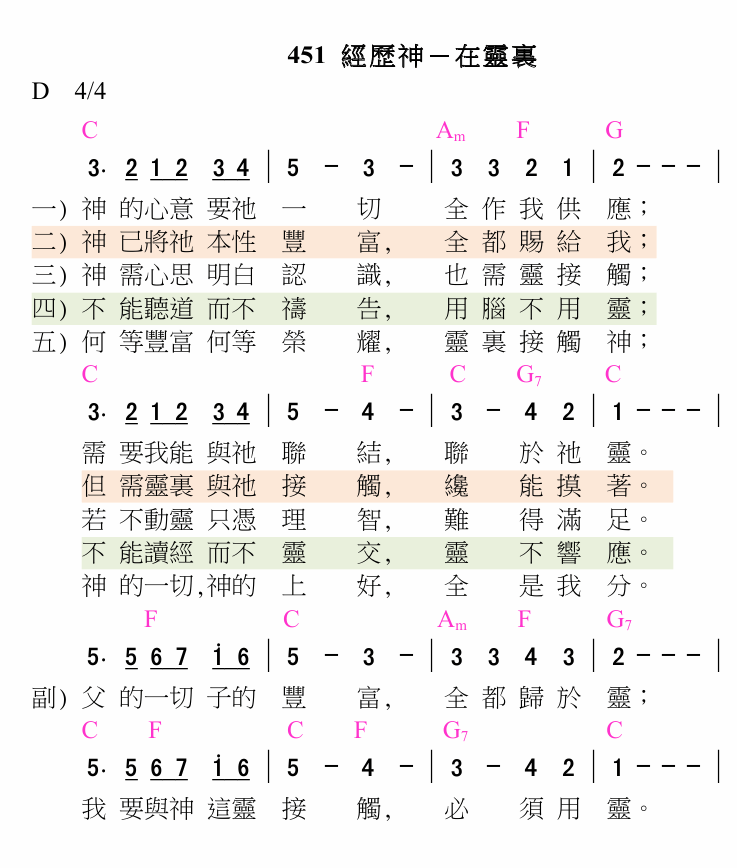 451 經歷神－在靈裏
D 4/4
C Am F G
3· 2 1 2 3 4 | 5 － 3 － | 3 3 2 1 | 2 － － － |
一) 神 的心意 要祂 一 切 全 作 我 供 應；
二) 神 已將祂 本性 豐 富, 全 都 賜 給 我；
三) 神 需心思 明白 認 識, 也 需 靈 接 觸；
四) 不 能聽道 而不 禱 告, 用 腦 不 用 靈；
五) 何 等豐富 何等 榮 耀, 靈 裏 接 觸 神；
C F C G7 C
3· 2 1 2 3 4 | 5 － 4 － | 3 － 4 2 | 1 － － － |
需 要我能 與祂 聯 結, 聯 於 祂 靈。
但 需靈裏 與祂 接 觸, 纔 能 摸 著。
若 不動靈 只憑 理 智, 難 得 滿 足。
不 能讀經 而不 靈 交, 靈 不 響 應。
神 的一切,神的 上 好, 全 是 我 分。
F C Am F G7
5· 5 6 7 i 6 | 5 － 3 － | 3 3 4 3 | 2 － － － |
副) 父 的一切 子的 豐 富, 全 都 歸 於 靈；
C F C F G7 C
5· 5 6 7 i 6 | 5 － 4 － | 3 － 4 2 | 1 － － － |
我 要與神 這靈 接 觸, 必 須 用 靈。